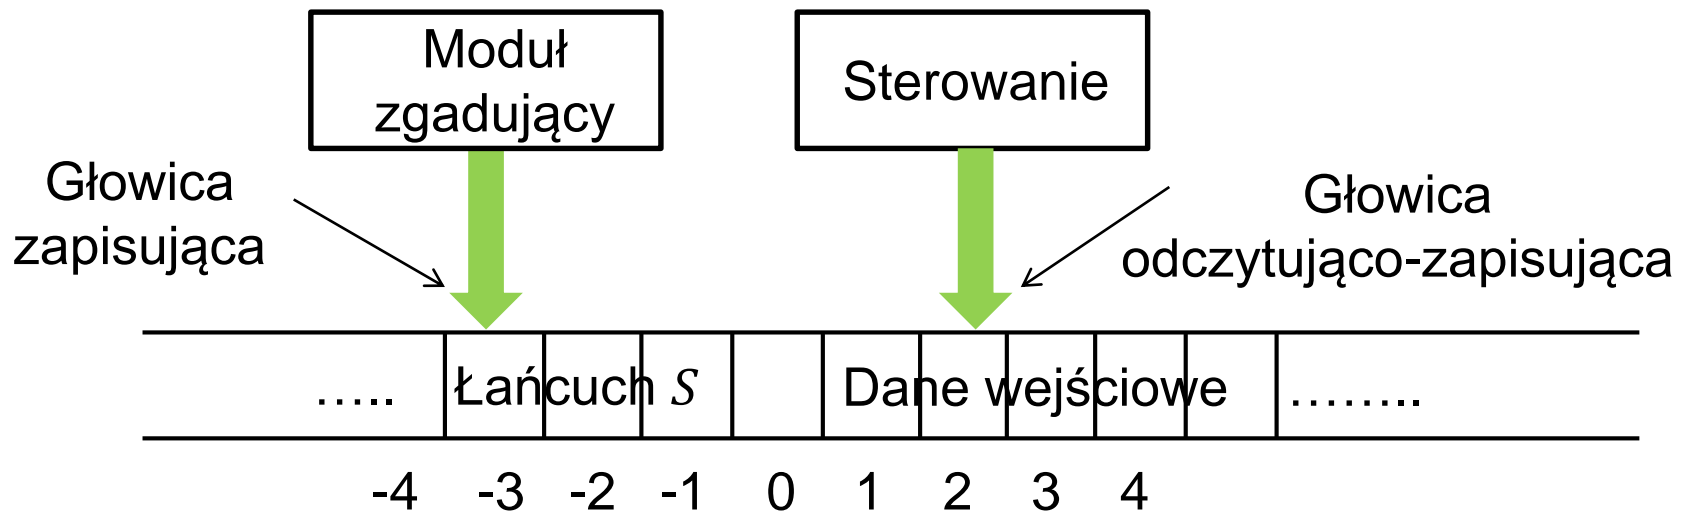 Moduł
zgadujący
Sterowanie
Głowica
zapisująca
Głowica
odczytująco-zapisująca
..... Łańcuch S Dane wejściowe ........
-4 -3 -2 -1 0 1 2 3 4